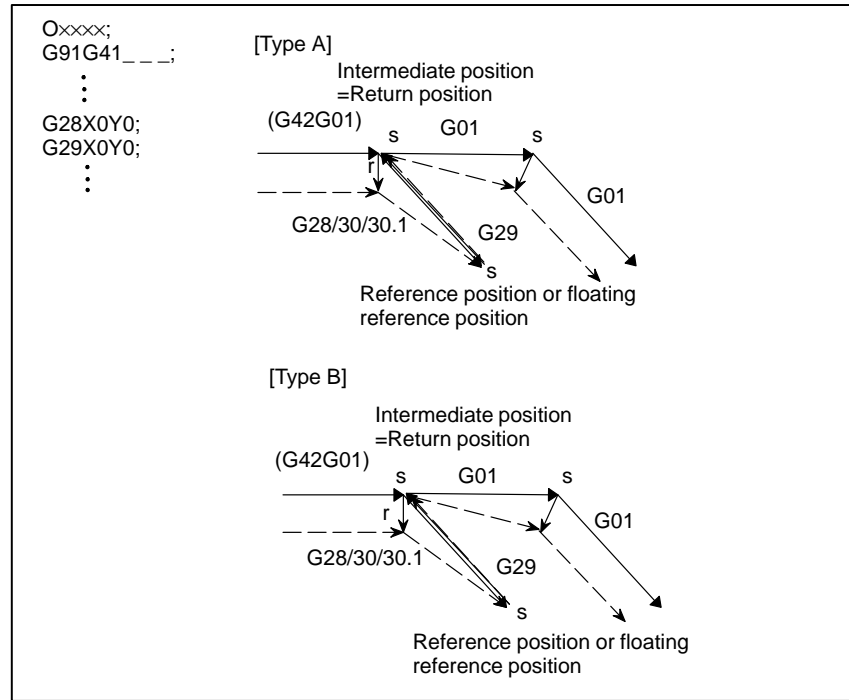 O××××;
G91G41_ _ _;
G28X0Y0;
G29X0Y0;
[Type A]
Intermediate position
=Return position
(G42G01)
s
G01
s
r
G01
G28/30/30.1
G29
s
Reference position or floating
reference position
[Type B]
Intermediate position
=Return position
(G42G01)
s
G01
s
r
G01
G28/30/30.1
G29
s
Reference position or floating
reference position